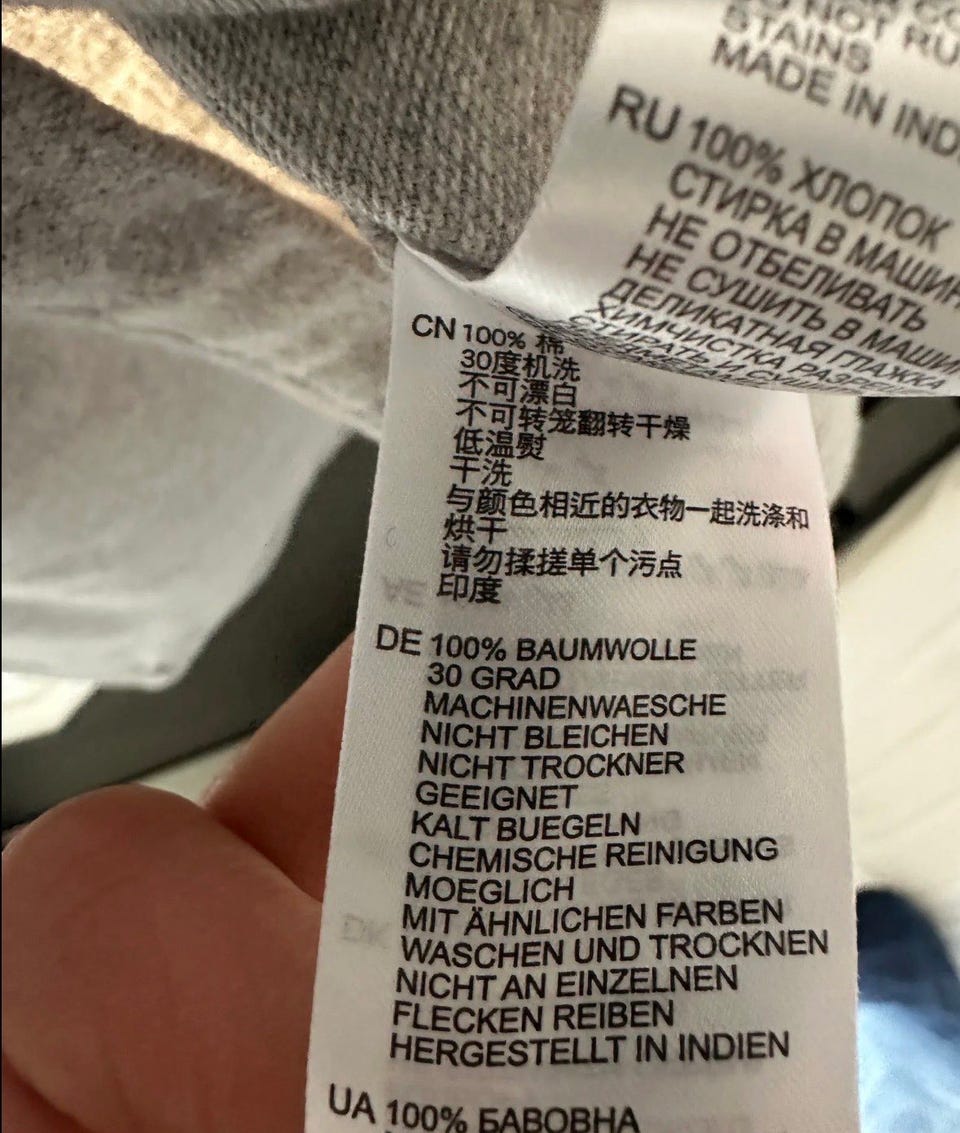 NOT RU
STAINS
MADE IN
RU 100% ХЛОПОК
СТИРКА В
НЕ ОТБЕЛИВАТЬ
НЕ СУШИТЬ В
ДЕЛИКАТНАЯ ГЛАЖКА
ХИМЧИСТКА
СТИРАТЬ И
CN 100% 棉
30度机洗
不可漂白
不可转笼翻转干燥
低温熨
干洗
与颜色相近的衣物一起洗涤和
烘干
请勿揉搓单个污点
印度
DE 100% BAUMWOLLE
30 GRAD
MACHINENWAESCHE
NICHT BLEICHEN
NICHT TROCKNER
GEEIGNET
KALT BUEGELN
CHEMISCHE REINIGUNG
MOEGLICH
MIT ÄHNLICHEN FARBEN
WASCHEN UND TROCKNEN
NICHT AN EINZELNEN
FLECKEN REIBEN
HERGESTELLT IN INDIEN
UA 100% БАВОВНА